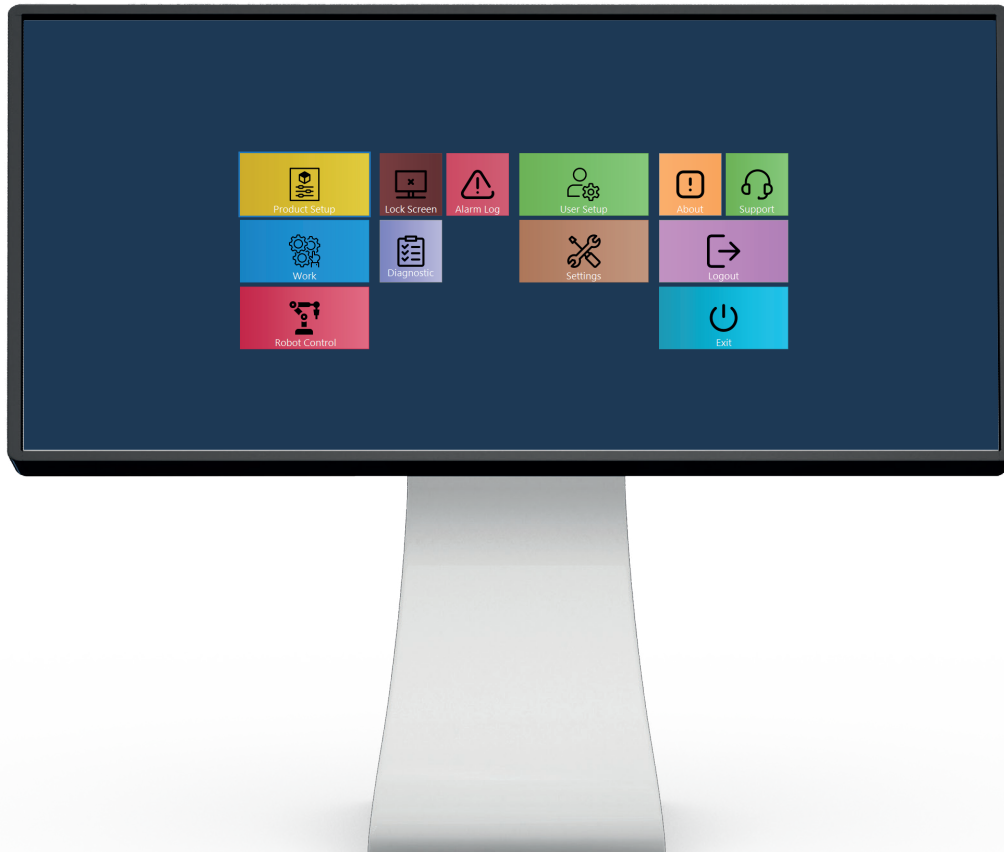 Product Setup
Lock Screen
Alarm Log
User Setup
About
Support
Work
Diagnostic
Settings
Logout
Robot Control
Exit